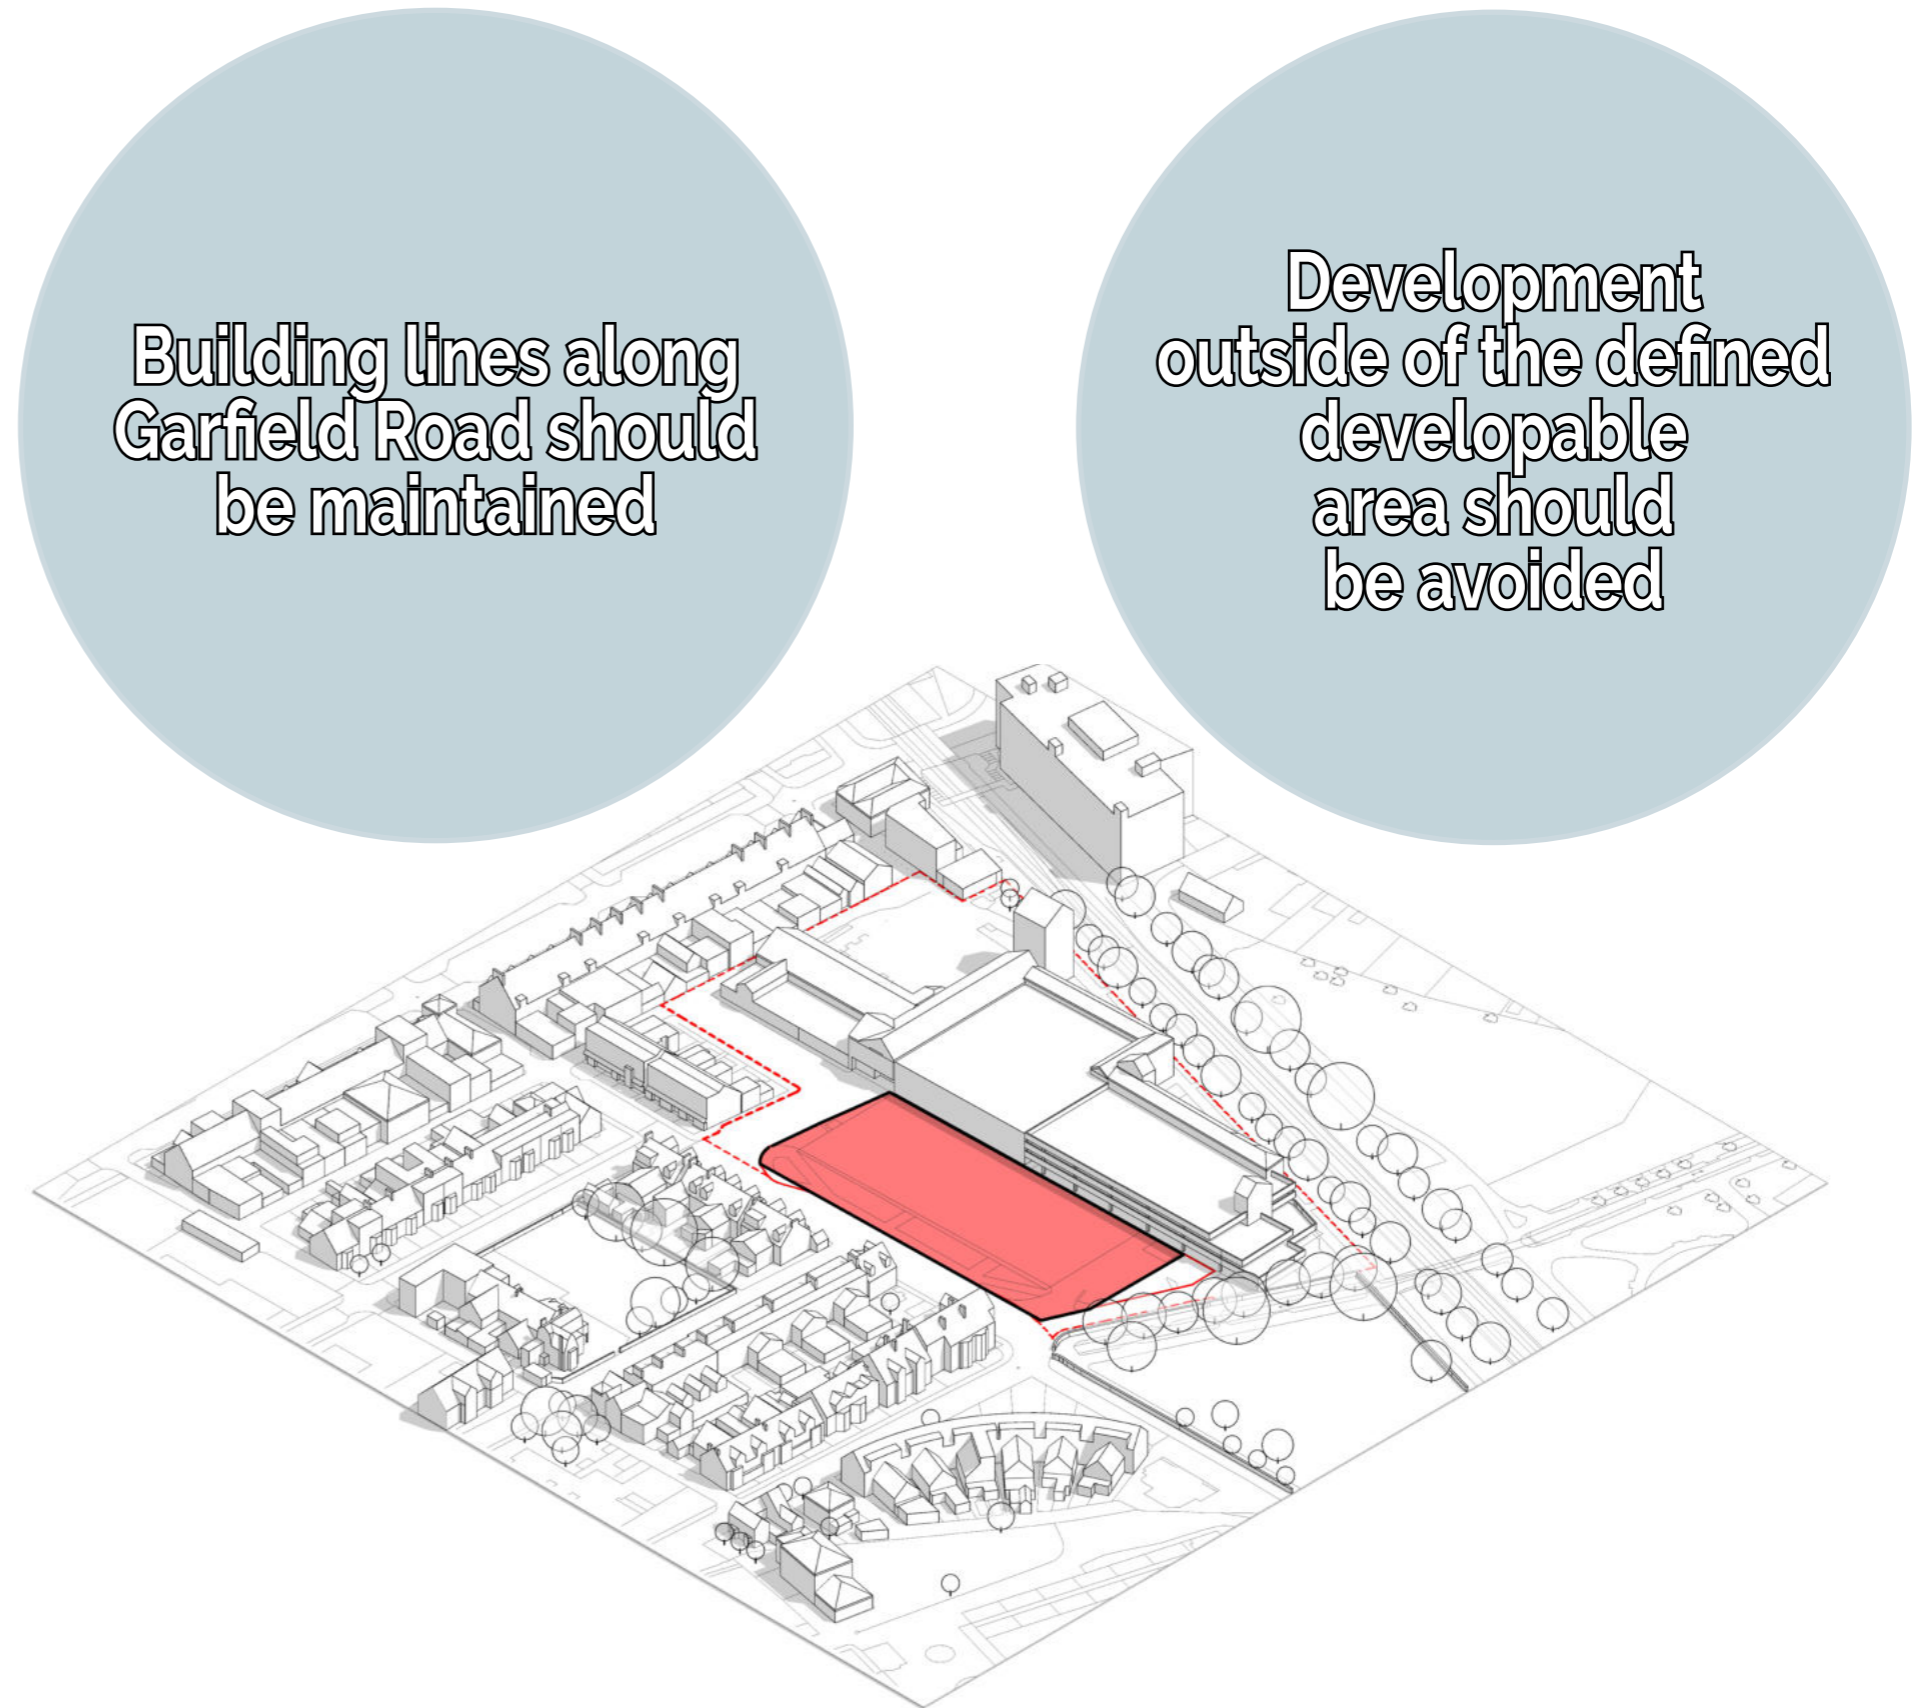 Building lines along
Garfield Road should
be maintained
Development
outside of the defined
developable
area should
be avoided